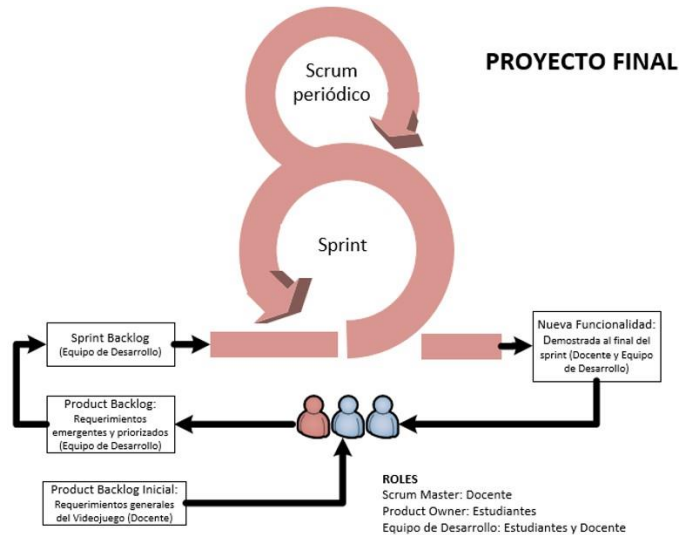 PROYECTO FINAL
Scrum
periódico
Sprint
Sprint Backlog
(Equipo de Desarrollo)
Nueva Funcionalidad:
Demostrada al final del
sprint (Docente y Equipo
de Desarrollo)
Product Backlog:
Requerimientos
emergentes y priorizados
(Equipo de Desarrollo)
Product Backlog Inicial:
Requerimientos generales
del Videojuego (Docente)
ROLES
Scrum Master: Docente
Product Owner: Estudiantes
Equipo de Desarrollo: Estudiantes y Docente